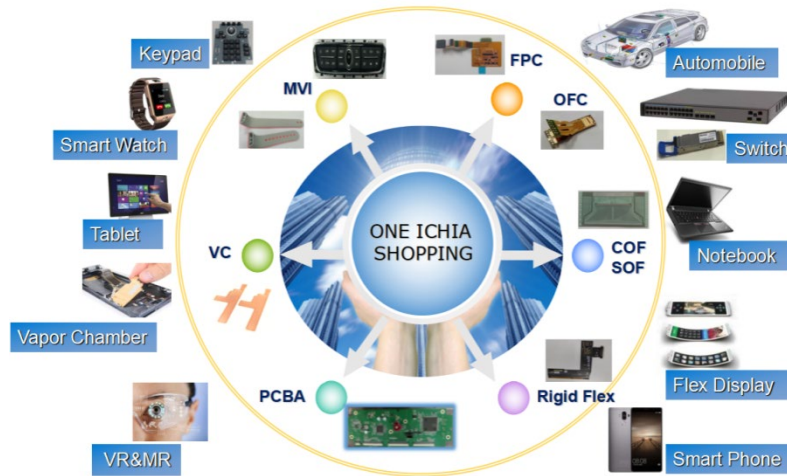 Keypad
MVI
FPC
Automobile
OFC
Smart Watch
Switch
Tablet
VC
ONE ICHIA
SHOPPING
COF
SOF
Notebook
Vapor Chamber
PCBA
Rigid Flex
Flex Display
VR&MR
Smart Phone